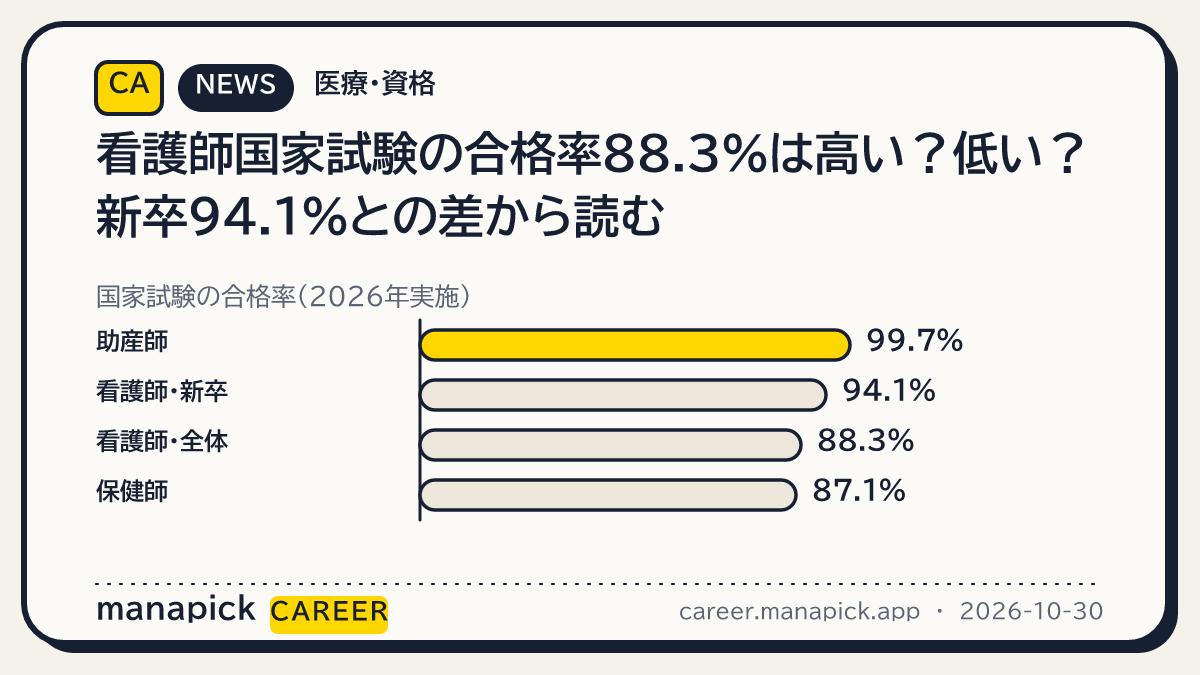 CA NEWS 医療・資格
看護師国家試験の合格率88.3%は高い？低い？
新卒94.1%との差から読む
国家試験の合格率(2026年実施)
助産師 99.7%
看護師・新卒 94.1%
看護師・全体 88.3%
保健師 87.1%
manapick CAREER career.manapick.app ・ 2026-10-30